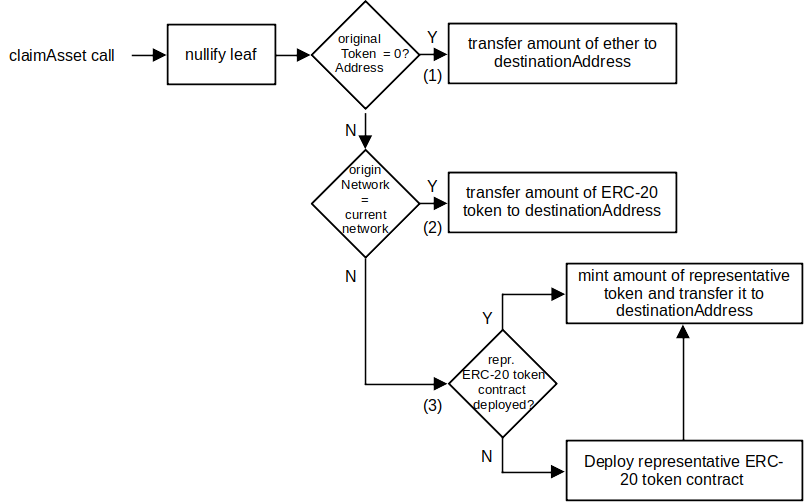 claimAsset call
nullify leaf
original
Token = 0?
Address
Y
(1)
transfer amount of ether to
destinationAddress
N
origin
Network
=
current
network
Y
(2)
transfer amount of ERC-20
token to destinationAddress
N
(3)
repr.
ERC-20 token
contract
deployed?
Y
mint amount of representative
token and transfer it to
destinationAddress
N
Deploy representative ERC-
20 token contract